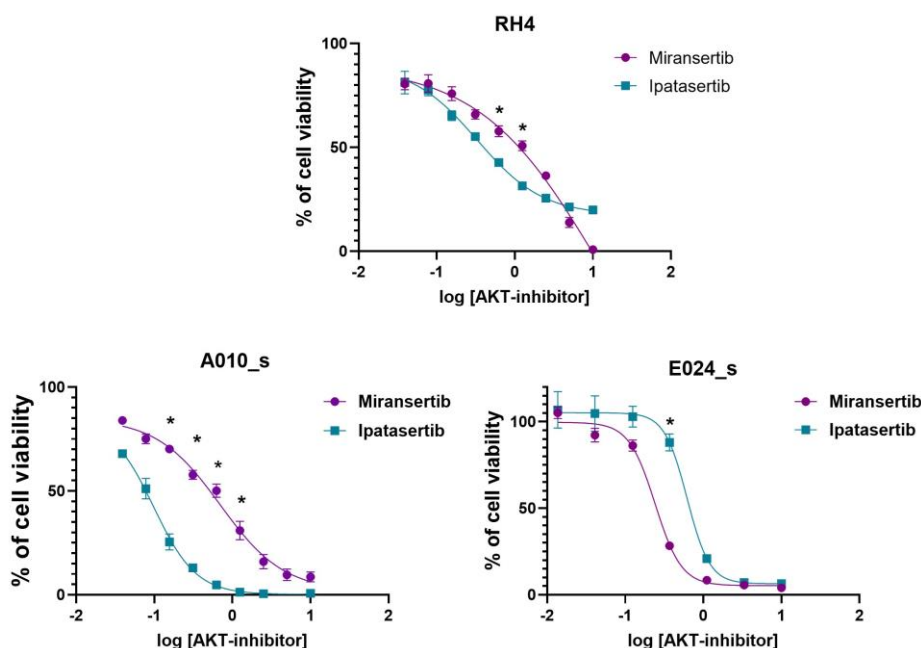 RH4
100
50
0
% of cell viability
* *
-2 -1 0 1 2
log [AKT-inhibitor]
Miransertib
Ipatasertib
A010_s
100
50
0
% of cell viability
* * * *
-2 -1 0 1 2
log [AKT-inhibitor]
Miransertib
Ipatasertib
E024_s
100
50
0
% of cell viability
*
-2 -1 0 1 2
log [AKT-inhibitor]
Miransertib
Ipatasertib